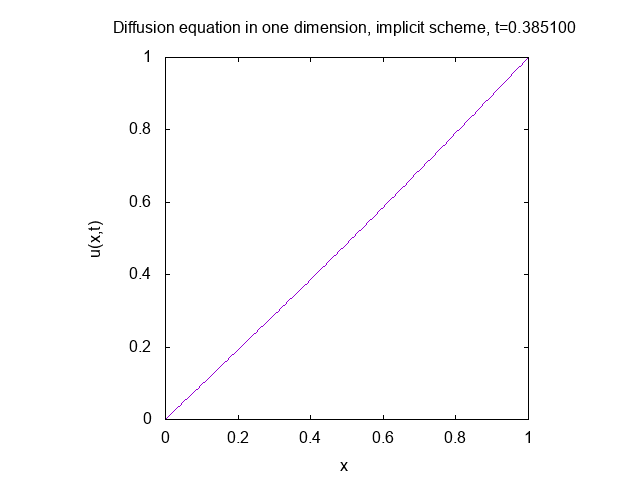 Diffusion equation in one dimension, implicit scheme, t=0.385100
1
0.8
0.6
0.4
0.2
0
u(x,t)
0 0.2 0.4 0.6 0.8 1
x